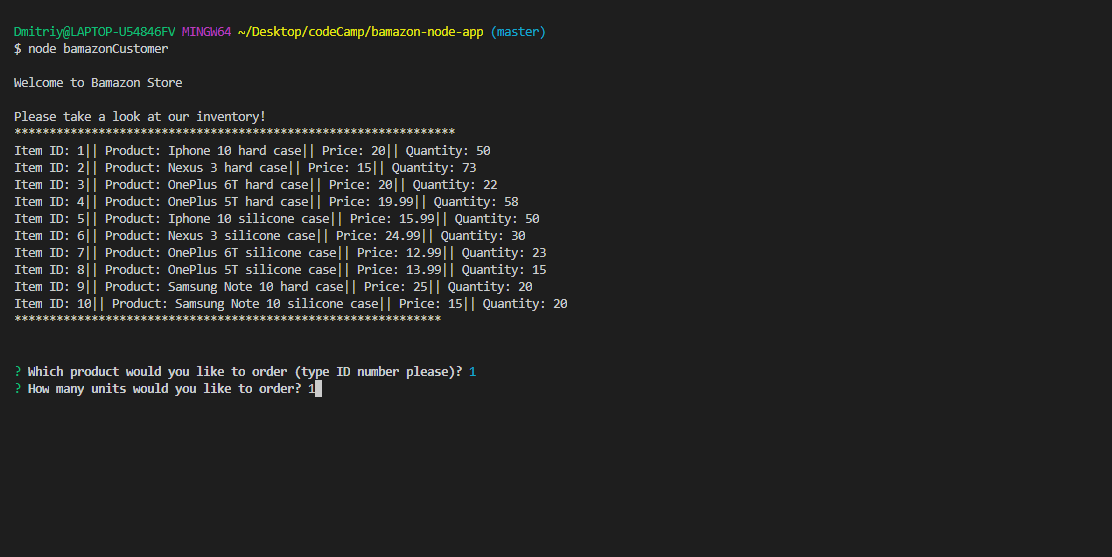 Dmitriy@LAPTOP-U54846FV MINGW64 ~/Desktop/codeCamp/bamazon-node-app (master)
$ node bamazonCustomer
Welcome to Bamazon Store
Please take a look at our inventory!
***************************************************************
Item ID: 1|| Product: Iphone 10 hard case|| Price: 20|| Quantity: 50
Item ID: 2|| Product: Nexus 3 hard case|| Price: 15|| Quantity: 73
Item ID: 3|| Product: OnePlus 6T hard case|| Price: 20|| Quantity: 22
Item ID: 4|| Product: OnePlus 5T hard case|| Price: 19.99|| Quantity: 58
Item ID: 5|| Product: Iphone 10 silicone case|| Price: 15.99|| Quantity: 50
Item ID: 6|| Product: Nexus 3 silicone case|| Price: 24.99|| Quantity: 30
Item ID: 7|| Product: OnePlus 6T silicone case|| Price: 12.99|| Quantity: 23
Item ID: 8|| Product: OnePlus 5T silicone case|| Price: 13.99|| Quantity: 15
Item ID: 9|| Product: Samsung Note 10 hard case|| Price: 25|| Quantity: 20
Item ID: 10|| Product: Samsung Note 10 silicone case|| Price: 15|| Quantity: 20
*************************************************************
? Which product would you like to order (type ID number please)? 1
? How many units would you like to order? 1